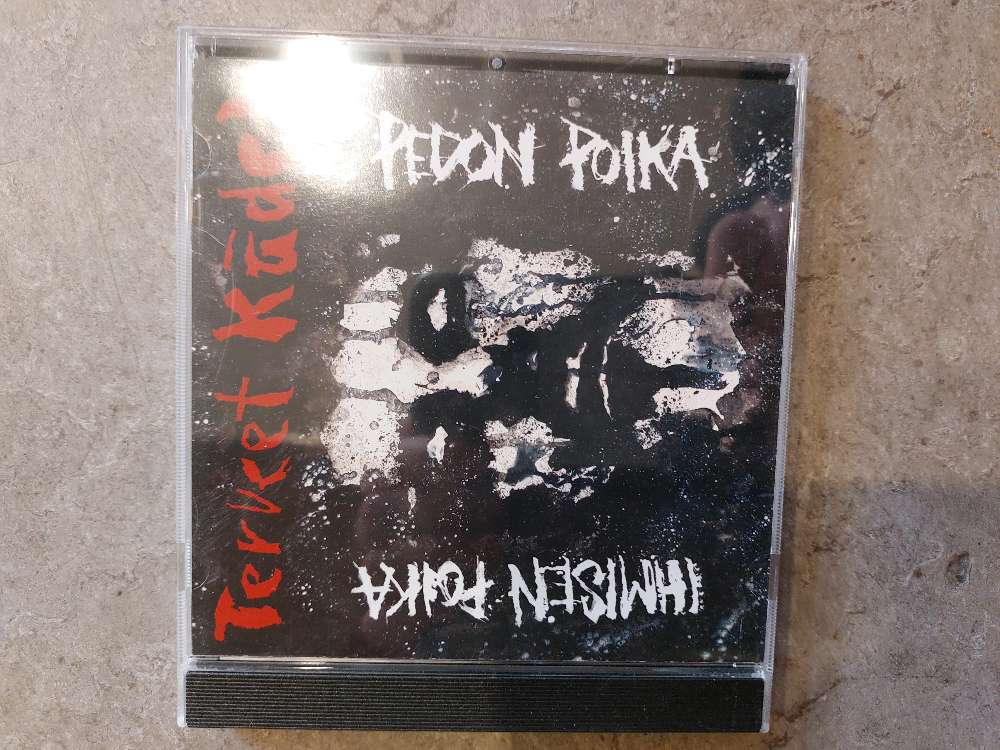 Terveet Kädet
PEDON POIKA
IHMISEN POIKA